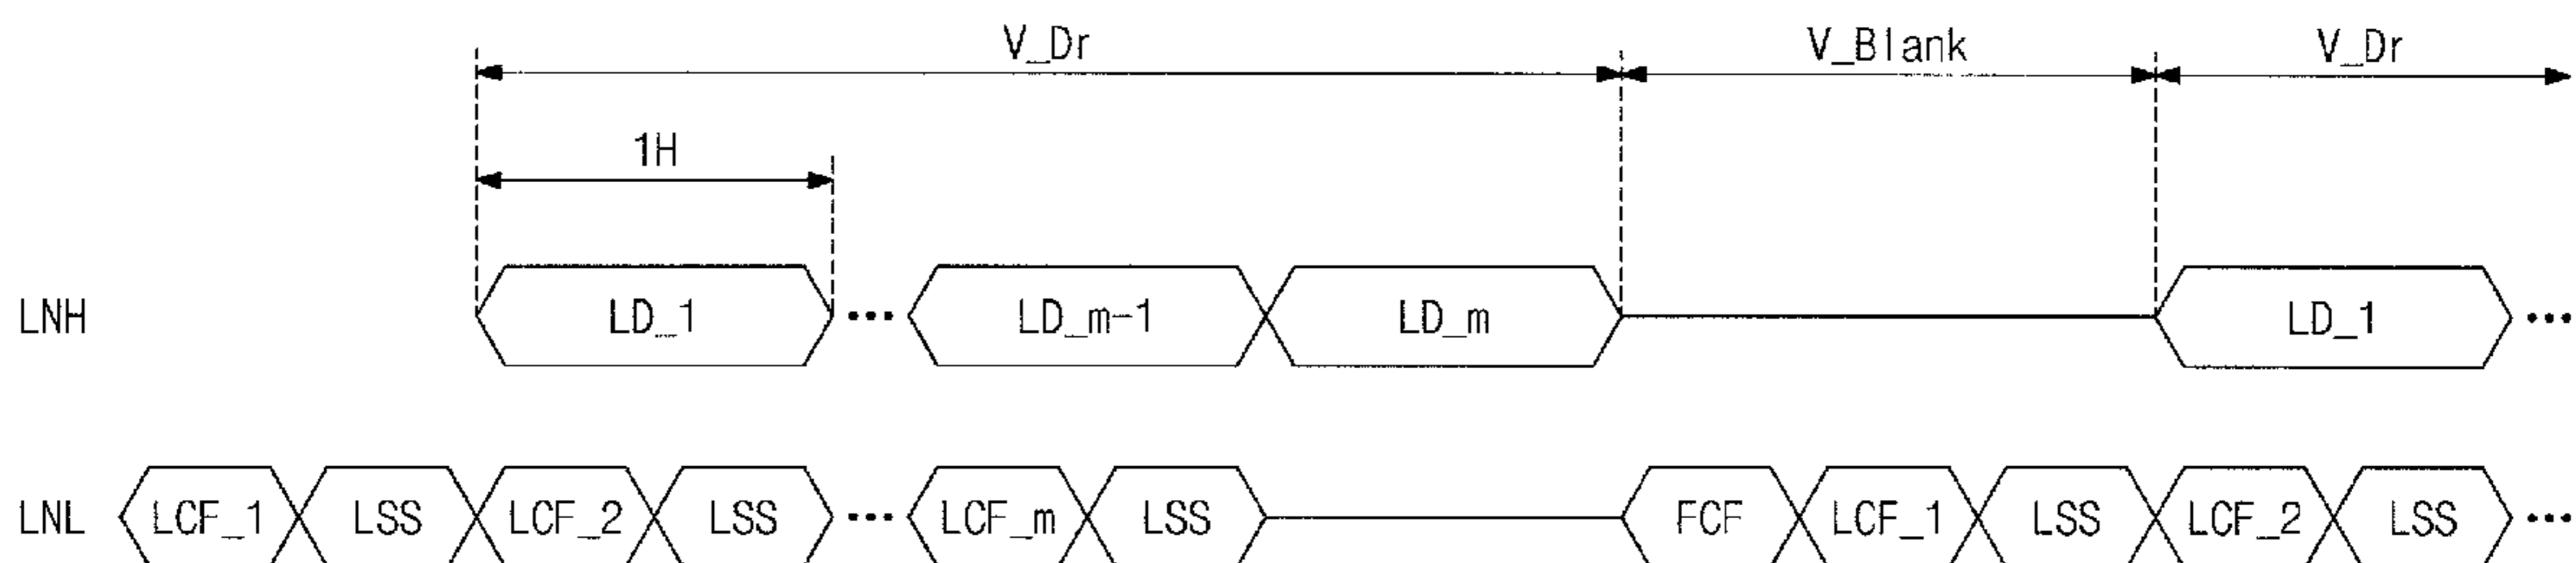 V_Dr V_Blank V_Dr
1H
LNH LD_1 ••• LD_m-1 LD_m LD_1 •••
LNL LCF_1 LSS LCF_2 LSS ••• LCF_m LSS FCF LCF_1 LSS LCF_2 LSS •••